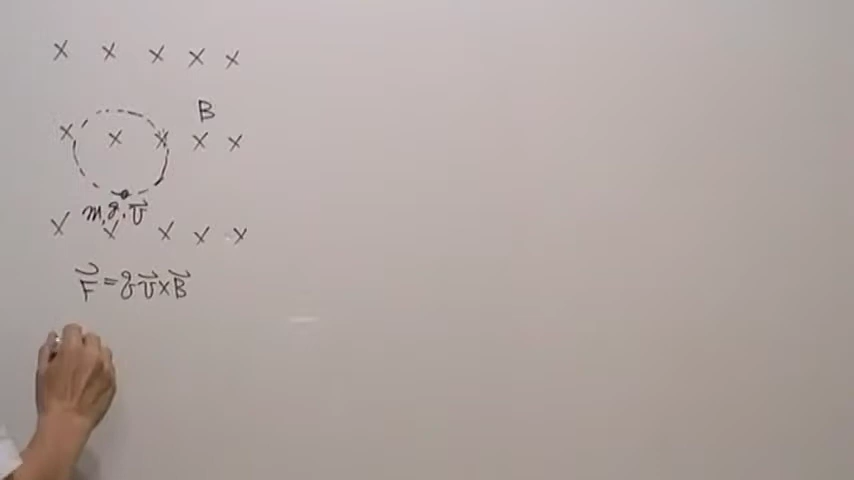 × × × × ×
B
× × × × ×
m, q, v⃗
× × × × ×
F⃗ = qv⃗×B⃗